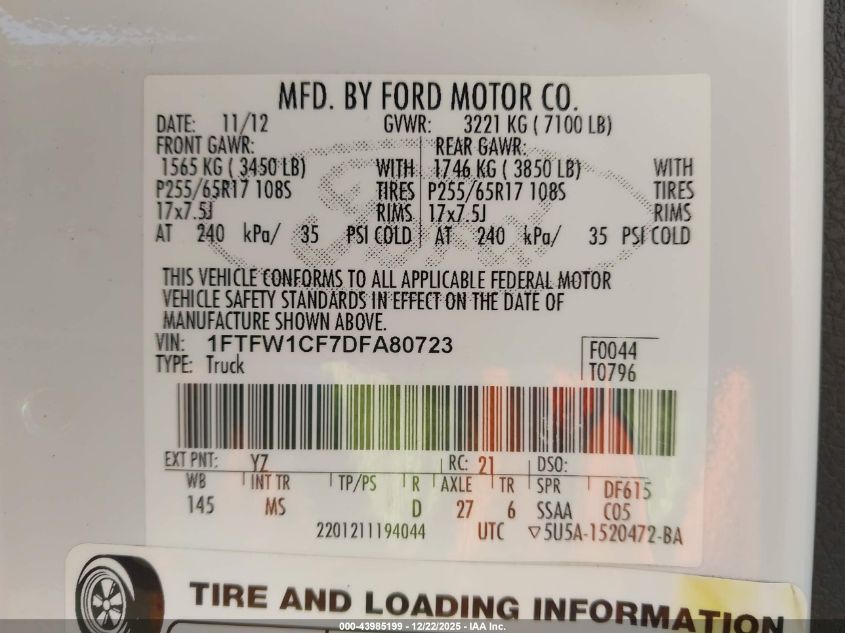 MFD. BY FORD MOTOR CO.
DATE: 11/12 GVWR: 3221 KG ( 7100 LB)
FRONT GAWR: REAR GAWR:
1565 KG ( 3450 LB) WITH 1746 KG ( 3850 LB) WITH
P255/65R17 108S TIRES P255/65R17 108S TIRES
17x7.5J RIMS 17x7.5J RIMS
AT 240 kPa/ 35 PSI COLD AT 240 kPa/ 35 PSI COLD
THIS VEHICLE CONFORMS TO ALL APPLICABLE FEDERAL MOTOR
VEHICLE SAFETY STANDARDS IN EFFECT ON THE DATE OF
MANUFACTURE SHOWN ABOVE.
VIN: 1FTFW1CF7DFA80723 F0044
TYPE: Truck T0796
EXT PNT: YZ RC: 21 DSO:
WB INT TR TP/PS R AXLE TR SPR DF615
145 MS D 27 6 SSAA C05
2201211194044 UTC ▽5U5A-1520472-BA
TIRE AND LOADING INFORMATION
000-43985199 - 12/22/2025 - IAA Inc.